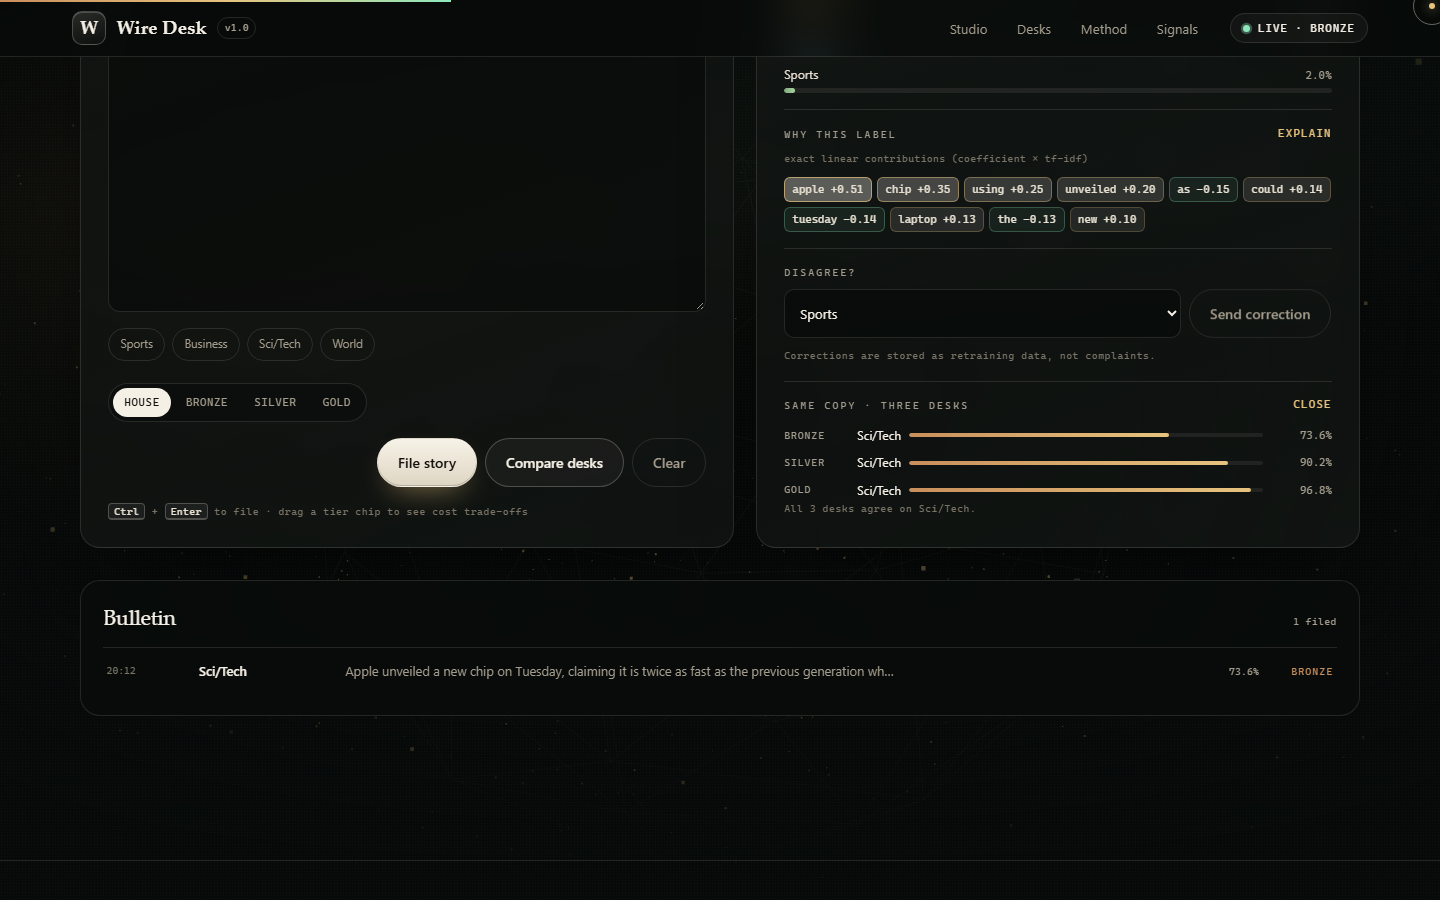 W Wire Desk v1.0 Studio Desks Method Signals LIVE · BRONZE
Sports 2.0%
WHY THIS LABEL EXPLAIN
exact linear contributions (coefficient × tf-idf)
apple +0.51 chip +0.35 using +0.25 unveiled +0.20 as −0.15 could +0.14
tuesday −0.14 laptop +0.13 the −0.13 new +0.10
DISAGREE?
Sports Send correction
Corrections are stored as retraining data, not complaints.
Sports Business Sci/Tech World
HOUSE BRONZE SILVER GOLD
File story Compare desks Clear
Ctrl + Enter to file · drag a tier chip to see cost trade-offs
SAME COPY · THREE DESKS CLOSE
BRONZE Sci/Tech 73.6%
SILVER Sci/Tech 90.2%
GOLD Sci/Tech 96.8%
All 3 desks agree on Sci/Tech.
Bulletin 1 filed
20:12 Sci/Tech Apple unveiled a new chip on Tuesday, claiming it is twice as fast as the previous generation wh… 73.6% BRONZE